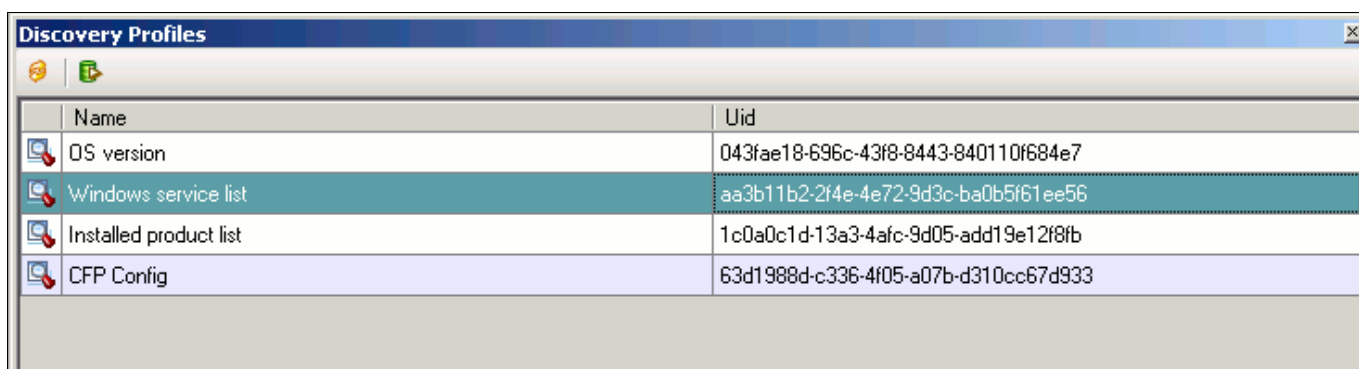 Discovery Profiles
Name Uid
OS version 043fae18-696c-43f8-8443-840110f684e7
Windows service list aa3b11b2-2f4e-4e72-9d3c-ba0b5f61ee56
Installed product list 1c0a0c1d-13a3-4afc-9d05-add19e12f8fb
CFP Config 63d1988d-c336-4f05-a07b-d310cc67d933